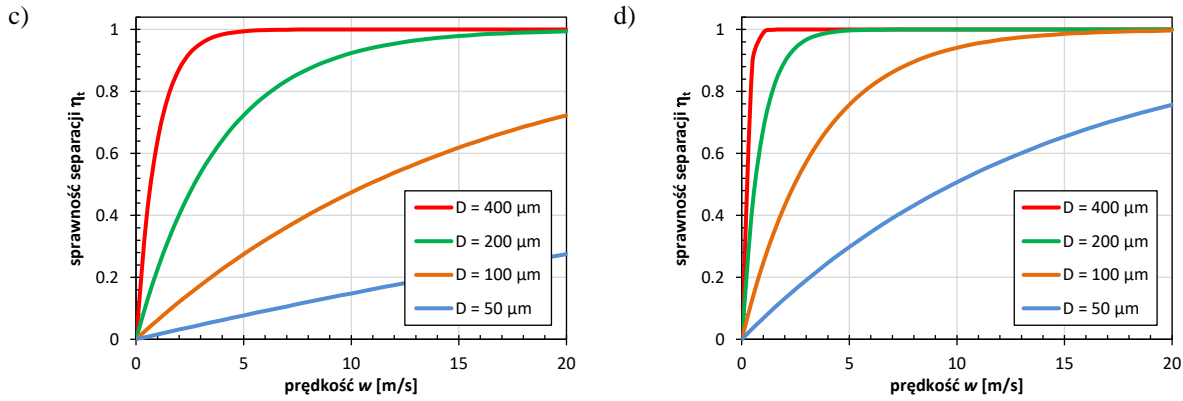 c)
sprawność separacji ηt
1
0.8
0.6
0.4
0.2
0
0 5 10 15 20
prędkość w [m/s]
D = 400 µm
D = 200 µm
D = 100 µm
D = 50 µm
d)
sprawność separacji ηt
1
0.8
0.6
0.4
0.2
0
0 5 10 15 20
prędkość w [m/s]
D = 400 µm
D = 200 µm
D = 100 µm
D = 50 µm